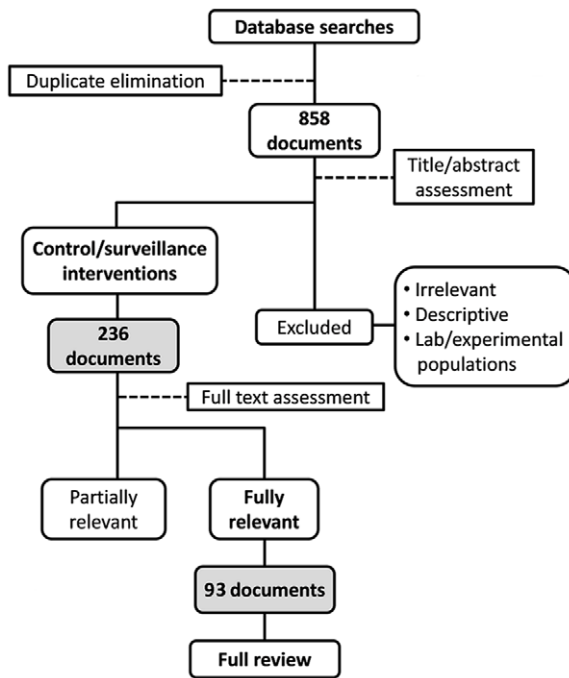 Database searches
Duplicate elimination
858
documents
Title/abstract
assessment
Control/surveillance
interventions
236
documents
Excluded
• Irrelevant
• Descriptive
• Lab/experimental
populations
Full text assessment
Partially
relevant
Fully
relevant
93 documents
Full review